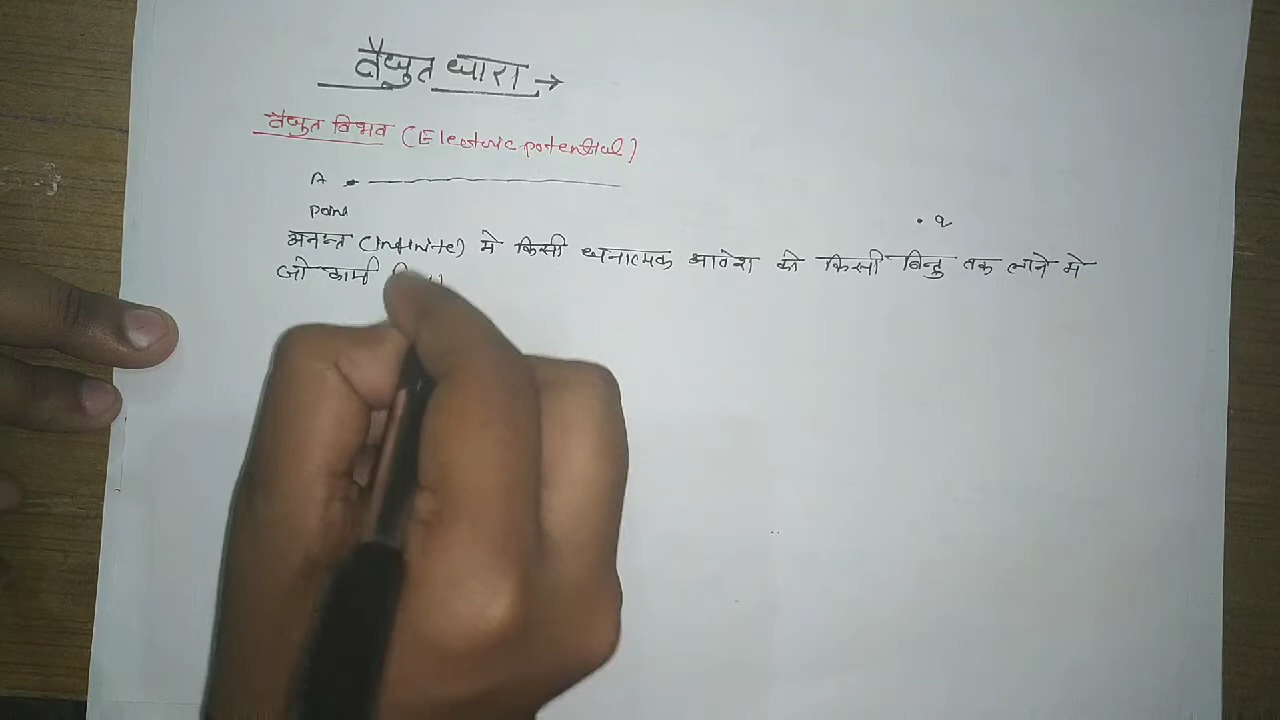 वैद्युत धारा →
वैद्युत विभव (Electric potential)
A
point
. q
अनन्त (Infinite) मे किसी धनात्मक आवेश को किसी बिन्दु तक लाने मे
जो कार्य